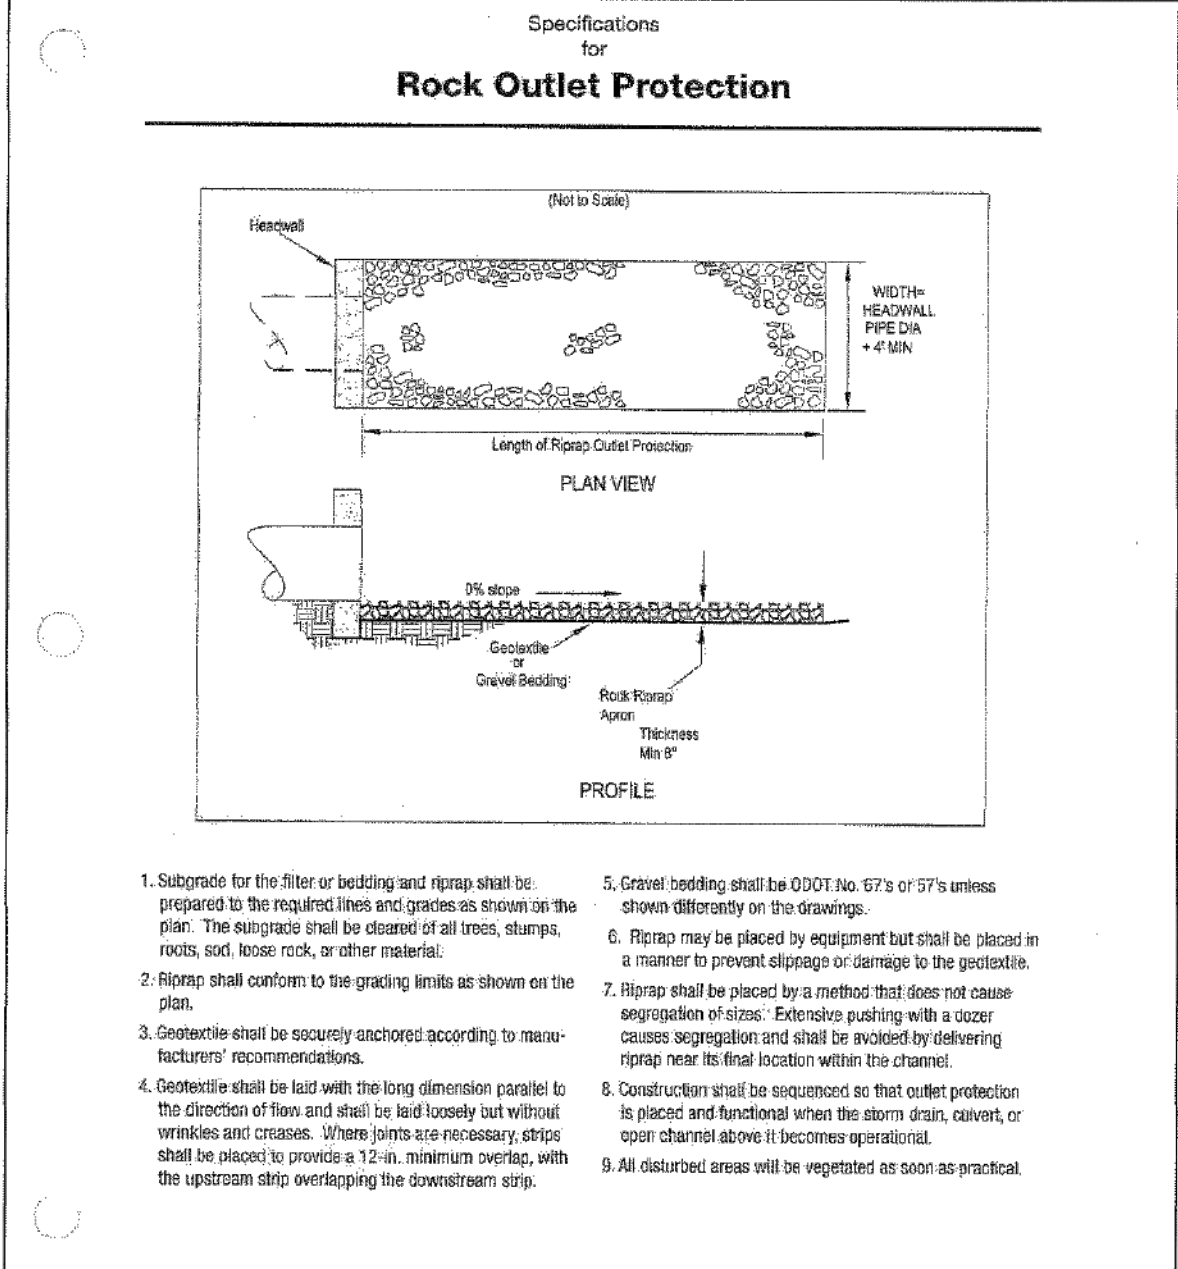 Specifications
for
Rock Outlet Protection
(Not to Scale)
Headwall
WIDTH=
HEADWALL
PIPE DIA
+ 4' MIN
Length of Riprap Outlet Protection
PLAN VIEW
0% slope
Geotextile
or
Gravel Bedding
Rock Riprap
Apron
Thickness
Min 8"
PROFILE
1. Subgrade for the filter or bedding and riprap shall be
prepared to the required lines and grades as shown on the
plan. The subgrade shall be cleared of all trees, stumps,
roots, sod, loose rock, or other material.
2. Riprap shall conform to the grading limits as shown on the
plan.
3. Geotextile shall be securely anchored according to manu-
facturers' recommendations.
4. Geotextile shall be laid with the long dimension parallel to
the direction of flow and shall be laid loosely but without
wrinkles and creases. Where joints are necessary, strips
shall be placed to provide a 12-in. minimum overlap, with
the upstream strip overlapping the downstream strip.
5. Gravel bedding shall be ODOT No. 67's or 57's unless
shown differently on the drawings.
6. Riprap may be placed by equipment but shall be placed in
a manner to prevent slippage or damage to the geotextile.
7. Riprap shall be placed by a method that does not cause
segregation of sizes. Extensive pushing with a dozer
causes segregation and shall be avoided by delivering
riprap near its final location within the channel.
8. Construction shall be sequenced so that outlet protection
is placed and functional when the storm drain, culvert, or
open channel above it becomes operational.
9. All disturbed areas will be vegetated as soon as practical.